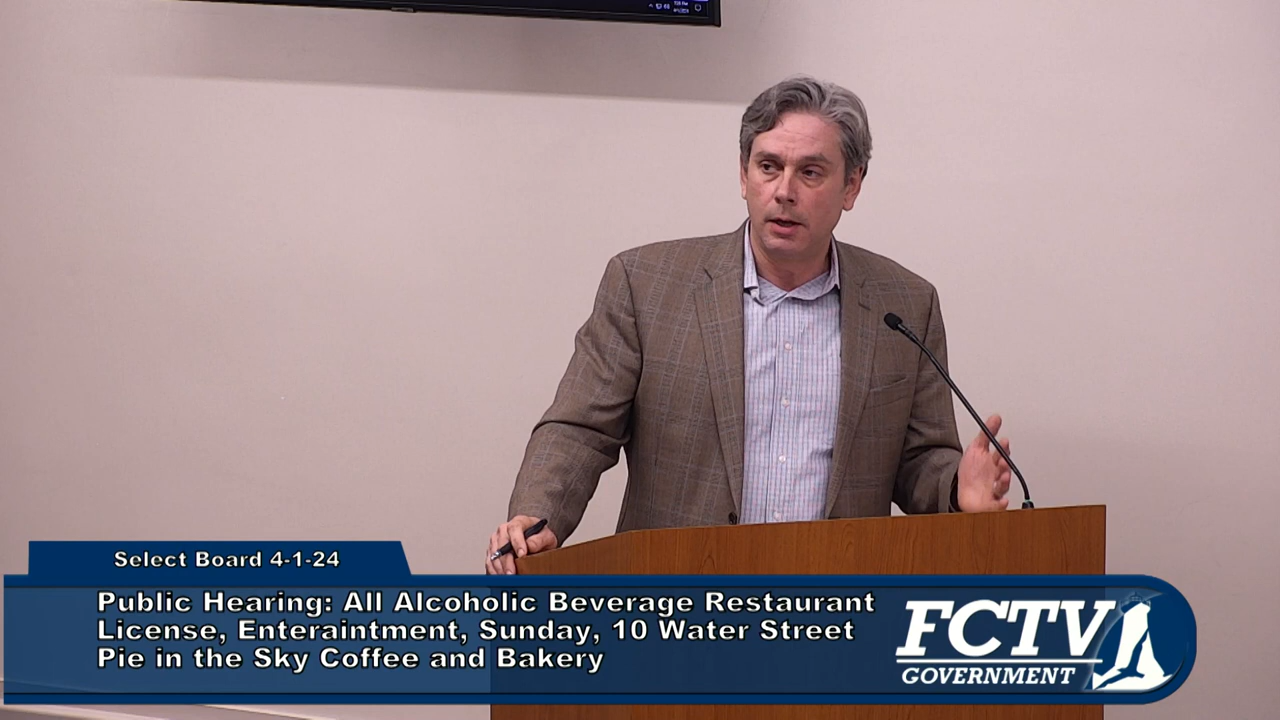 Select Board 4-1-24
Public Hearing: All Alcoholic Beverage Restaurant
License, Enteraintment, Sunday, 10 Water Street
Pie in the Sky Coffee and Bakery
FCTV
GOVERNMENT